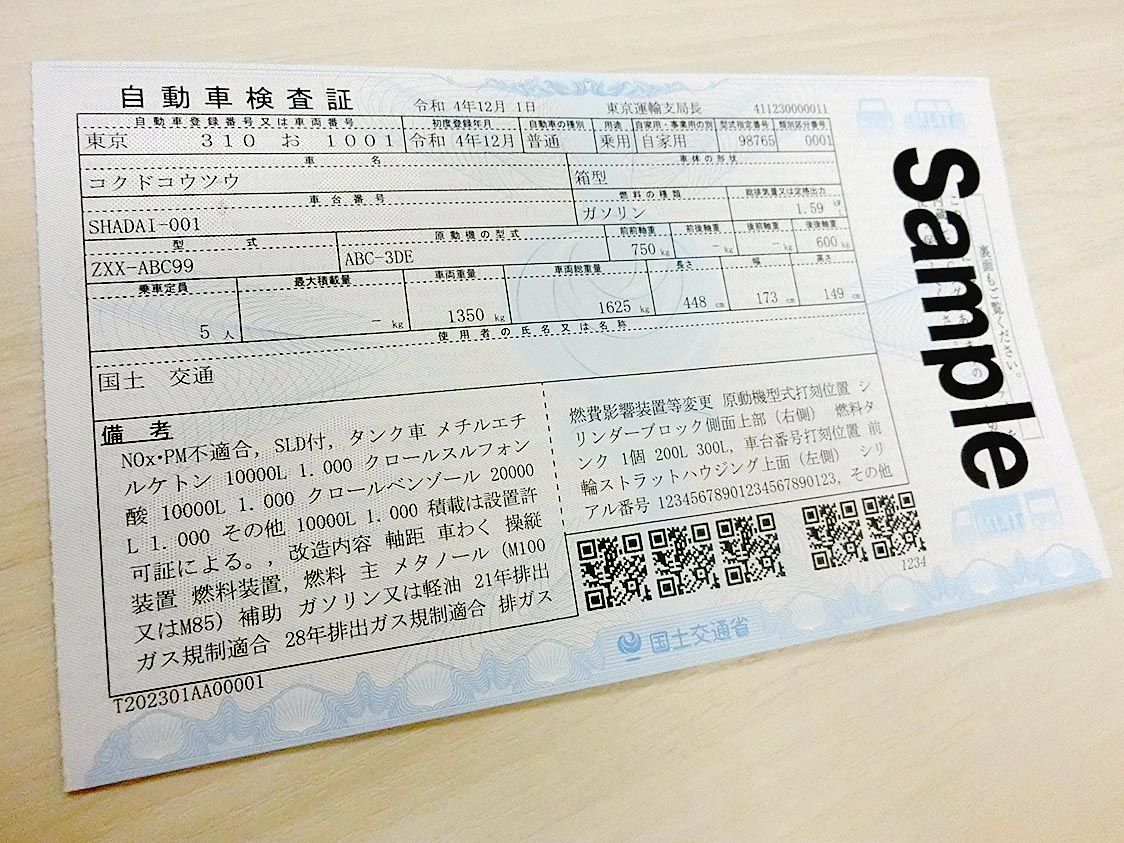 自動車検査証 令和 4年12月 1日 東京運輸支局長 411230000011
自動車登録番号又は車両番号 初度登録年月 自動車の種別 用途 自家用・事業用の別 型式指定番号 類別区分番号
東京 310 お 1001 令和 4年12月 普通 乗用 自家用 98765 0001
車名 車体の形状
コクドコウツウ 箱型
車台番号 燃料の種類 総排気量又は定格出力
SHADAI-001 ガソリン 1.59
型式 原動機の型式 前前軸重 前後軸重 後前軸重 後後軸重
ZXX-ABC99 ABC-3DE 750 kg - kg - kg 600 kg
乗車定員 最大積載量 車両重量 車両総重量 長さ 幅 高さ
5 人 - kg 1350 kg 1625 kg 448 cm 173 cm 149 cm
使用者の氏名又は名称
国土 交通
備考
NOx・PM不適合, SLD付, タンク車 メチルエチ
ルケトン 10000L 1.000 クロールスルフォン
酸 10000L 1.000 クロールベンゾール 20000
L 1.000 その他 10000L 1.000 積載は設置許
可証による。, 改造内容 軸距 車わく 操縦
装置 燃料装置, 燃料 主 メタノール (M100
又はM85) 補助 ガソリン又は軽油 21年排出
ガス規制適合 28年排出ガス規制適合 排ガス
燃費影響装置等変更 原動機型式打刻位置 シ
リンダーブロック側面上部 (右側) 燃料タ
ンク 1個 200L 300L, 車台番号打刻位置 前
輪ストラットハウジング上面 (左側) シリ
アル番号 12345678901234567890123, その他
1234
国土交通省
T202301AA00001
Sample
裏面もご覧ください。